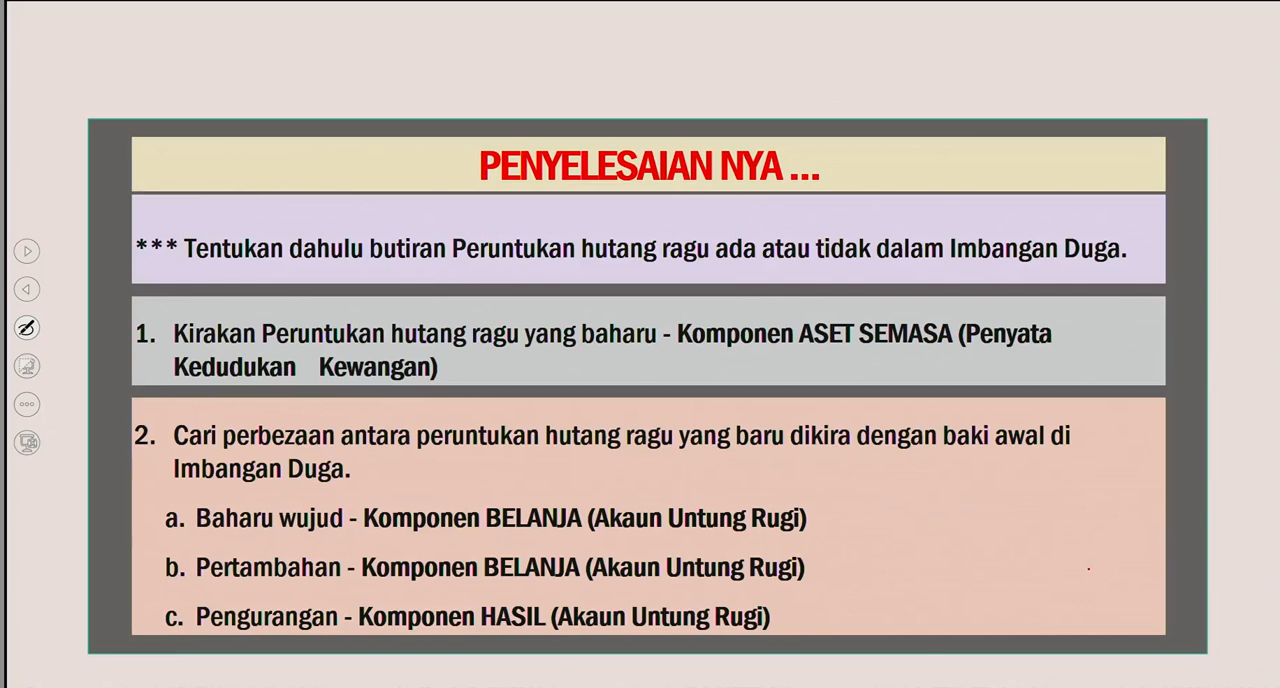 PENYELESAIAN NYA ...
*** Tentukan dahulu butiran Peruntukan hutang ragu ada atau tidak dalam Imbangan Duga.
1. Kirakan Peruntukan hutang ragu yang baharu - Komponen ASET SEMASA (Penyata
Kedudukan Kewangan)
2. Cari perbezaan antara peruntukan hutang ragu yang baru dikira dengan baki awal di
Imbangan Duga.
a. Baharu wujud - Komponen BELANJA (Akaun Untung Rugi)
b. Pertambahan - Komponen BELANJA (Akaun Untung Rugi)
c. Pengurangan - Komponen HASIL (Akaun Untung Rugi)